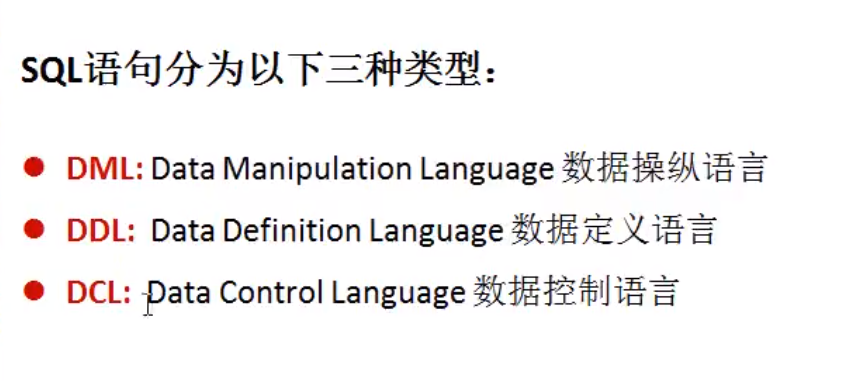 SQL语句分为以下三种类型：
DML: Data Manipulation Language 数据操纵语言
DDL: Data Definition Language 数据定义语言
DCL: Data Control Language 数据控制语言